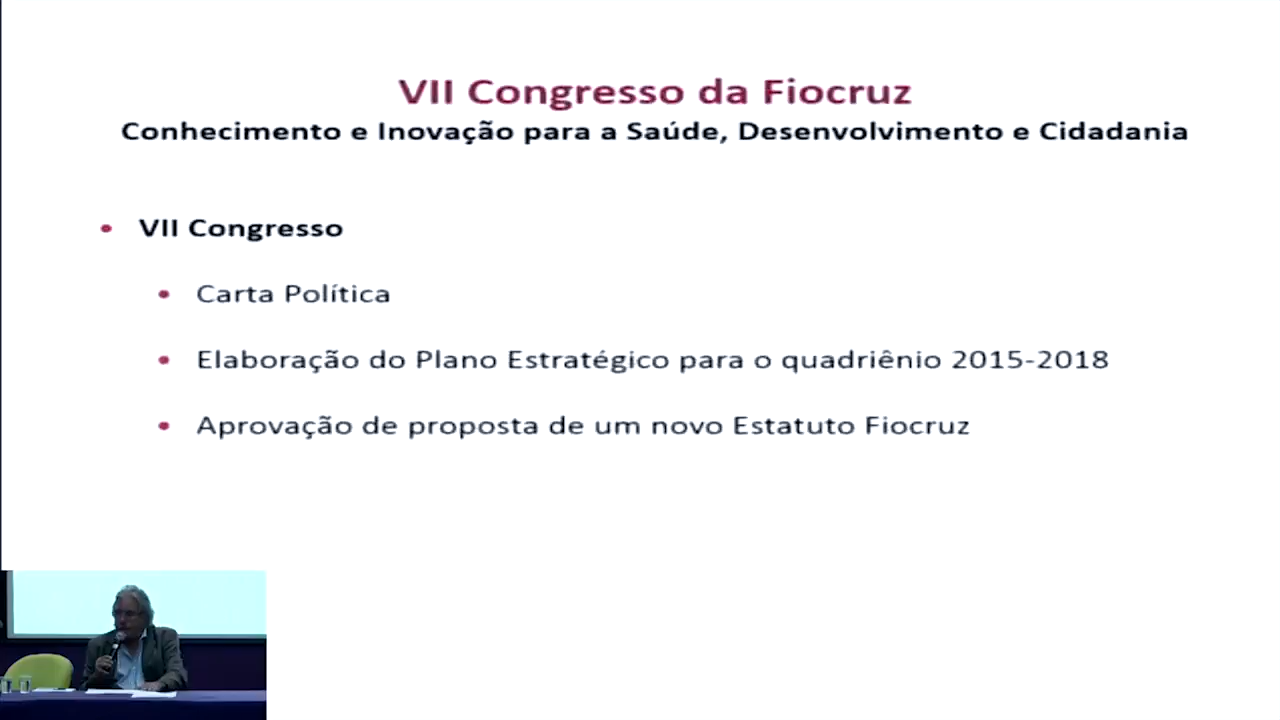 VII Congresso da Fiocruz
Conhecimento e Inovação para a Saúde, Desenvolvimento e Cidadania
• VII Congresso
• Carta Política
• Elaboração do Plano Estratégico para o quadriênio 2015-2018
• Aprovação de proposta de um novo Estatuto Fiocruz